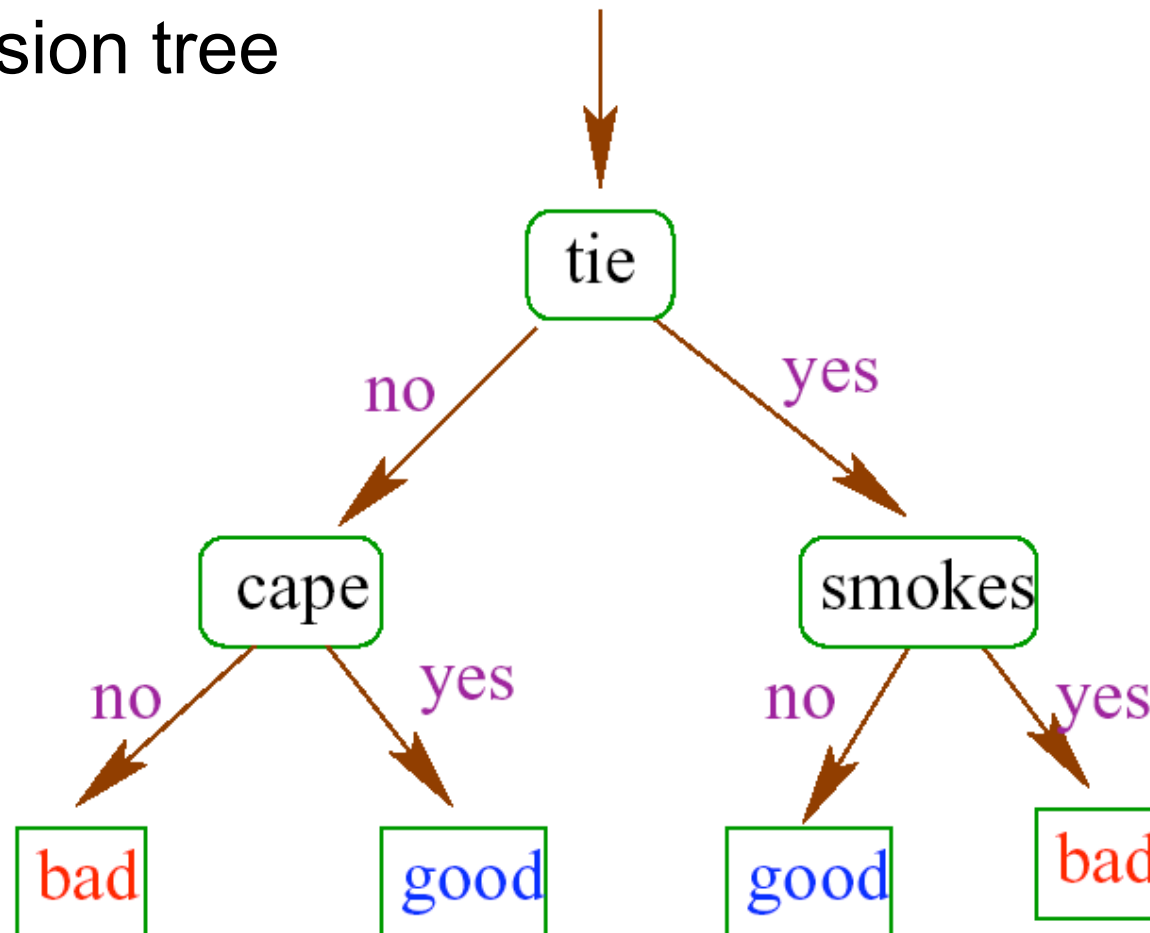 sion tree
tie
no
yes
cape
smokes
no
yes
no
yes
bad
good
good
bad